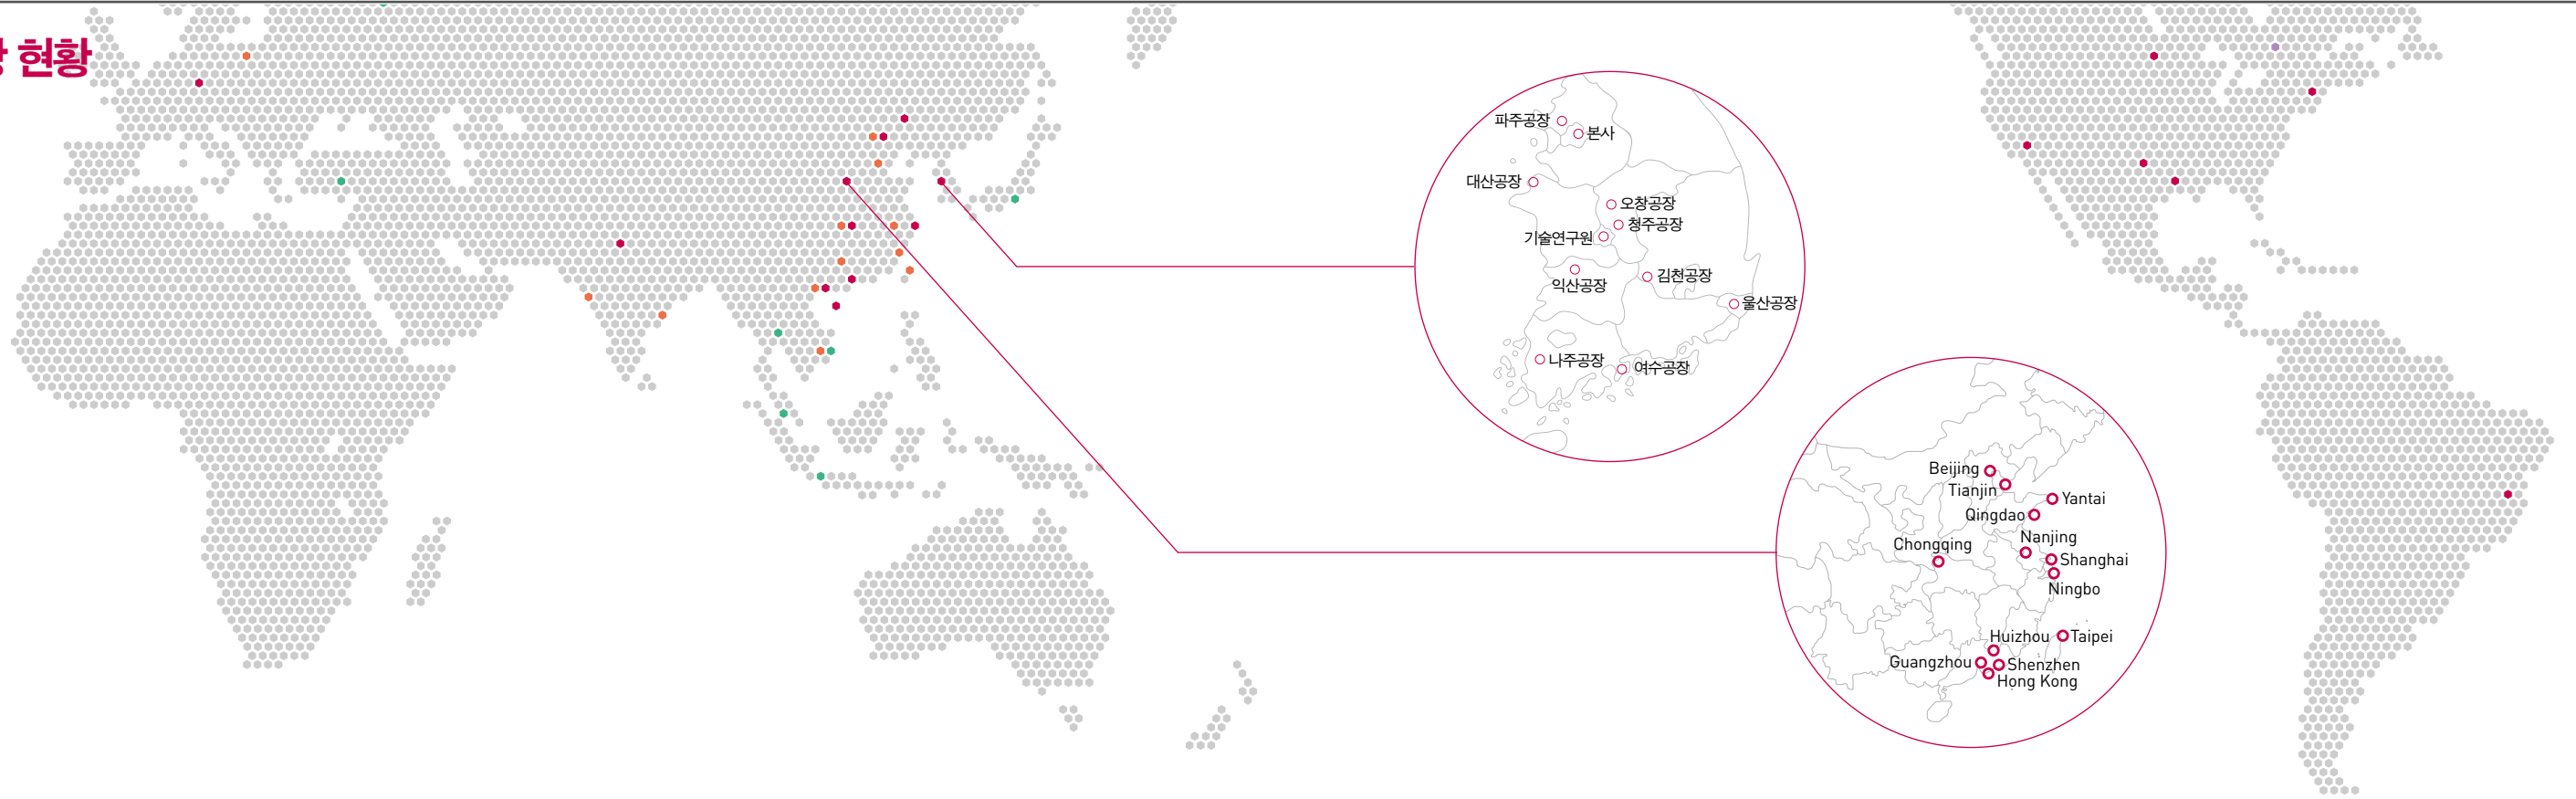 현황
파주공장
본사
대산공장
오창공장
청주공장
기술연구원
익산공장
김천공장
울산공장
나주공장
여수공장
Beijing
Tianjin
Yantai
Qingdao
Nanjing
Chongqing
Shanghai
Ningbo
Huizhou
Taipei
Guangzhou
Shenzhen
Hong Kong